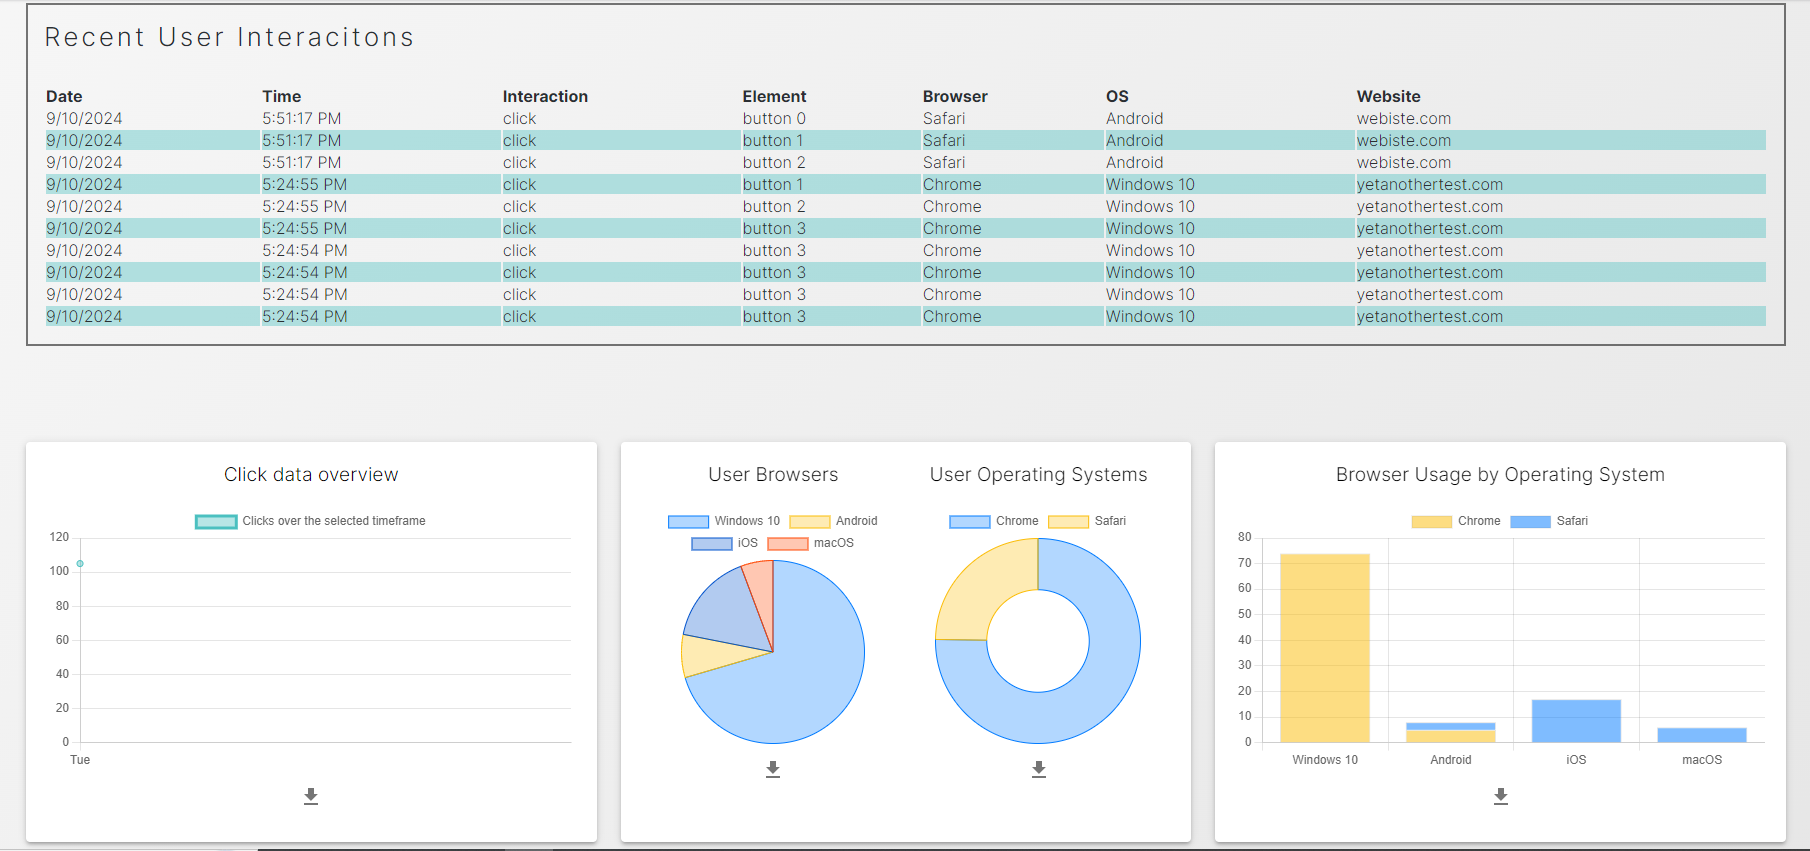 Recent User Interacitons
Date Time Interaction Element Browser OS Website
9/10/2024 5:51:17 PM click button 0 Safari Android webiste.com
9/10/2024 5:51:17 PM click button 1 Safari Android webiste.com
9/10/2024 5:51:17 PM click button 2 Safari Android webiste.com
9/10/2024 5:24:55 PM click button 1 Chrome Windows 10 yetanothertest.com
9/10/2024 5:24:55 PM click button 2 Chrome Windows 10 yetanothertest.com
9/10/2024 5:24:55 PM click button 3 Chrome Windows 10 yetanothertest.com
9/10/2024 5:24:54 PM click button 3 Chrome Windows 10 yetanothertest.com
9/10/2024 5:24:54 PM click button 3 Chrome Windows 10 yetanothertest.com
9/10/2024 5:24:54 PM click button 3 Chrome Windows 10 yetanothertest.com
9/10/2024 5:24:54 PM click button 3 Chrome Windows 10 yetanothertest.com
Click data overview
Clicks over the selected timeframe
120
100
80
60
40
20
0
Tue
User Browsers
Windows 10 Android
iOS macOS
User Operating Systems
Chrome Safari
Browser Usage by Operating System
Chrome Safari
80
70
60
50
40
30
20
10
0
Windows 10 Android iOS macOS